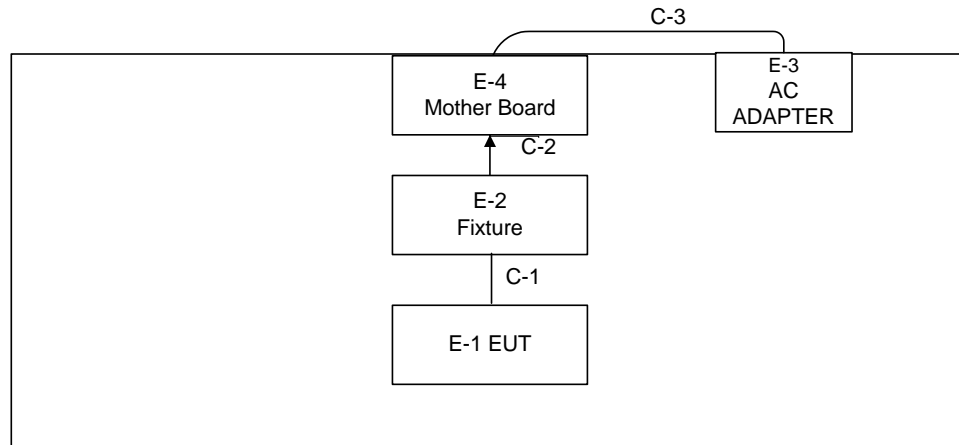 C-3
E-4
Mother Board
E-3
AC
ADAPTER
C-2
E-2
Fixture
C-1
E-1 EUT